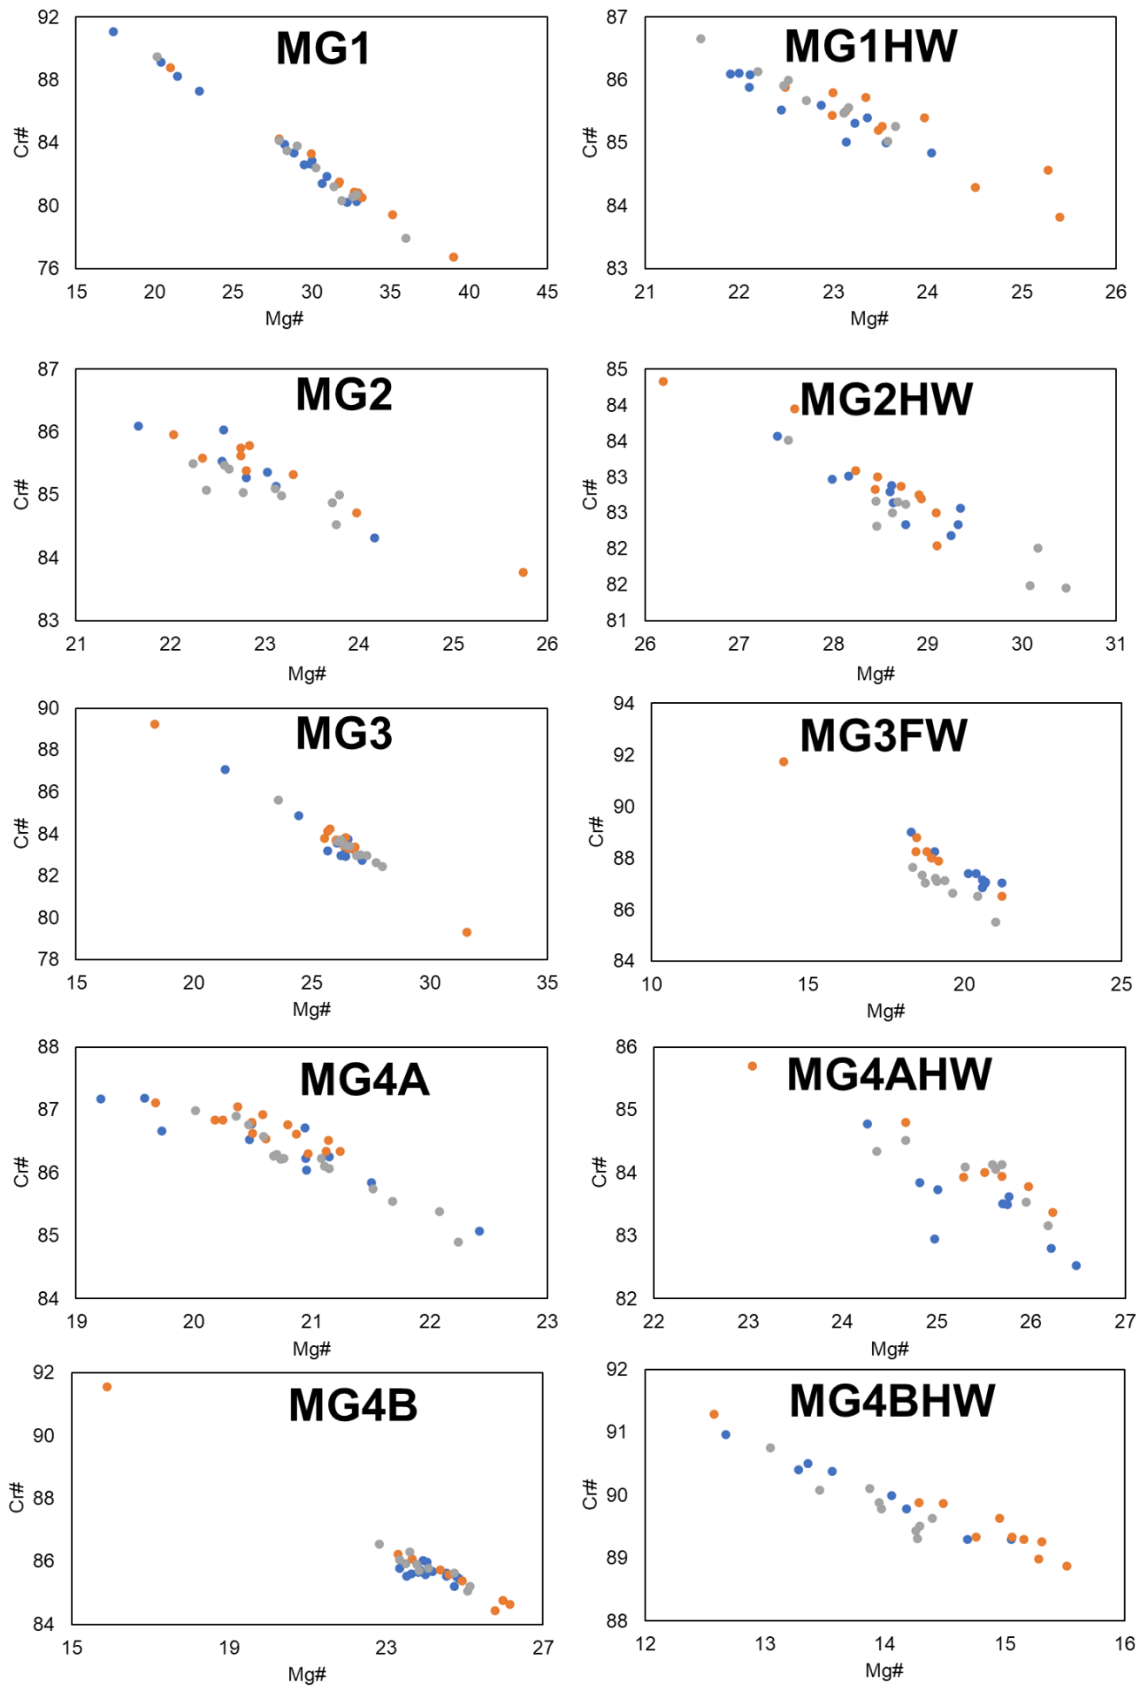 MG1
92
88
84
80
76
Cr#
15 20 25 30 35 40 45
Mg#
MG1HW
87
86
85
84
83
Cr#
21 22 23 24 25 26
Mg#
MG2
87
86
85
84
83
Cr#
21 22 23 24 25 26
Mg#
MG2HW
85
84
84
83
83
82
82
81
Cr#
26 27 28 29 30 31
Mg#
MG3
90
88
86
84
82
80
78
Cr#
15 20 25 30 35
Mg#
MG3FW
94
92
90
88
86
84
Cr#
10 15 20 25
Mg#
MG4A
88
87
86
85
84
Cr#
19 20 21 22 23
Mg#
MG4AHW
86
85
84
83
82
Cr#
22 23 24 25 26 27
Mg#
MG4B
92
90
88
86
84
Cr#
15 19 23 27
Mg#
MG4BHW
92
91
90
89
88
Cr#
12 13 14 15 16
Mg#